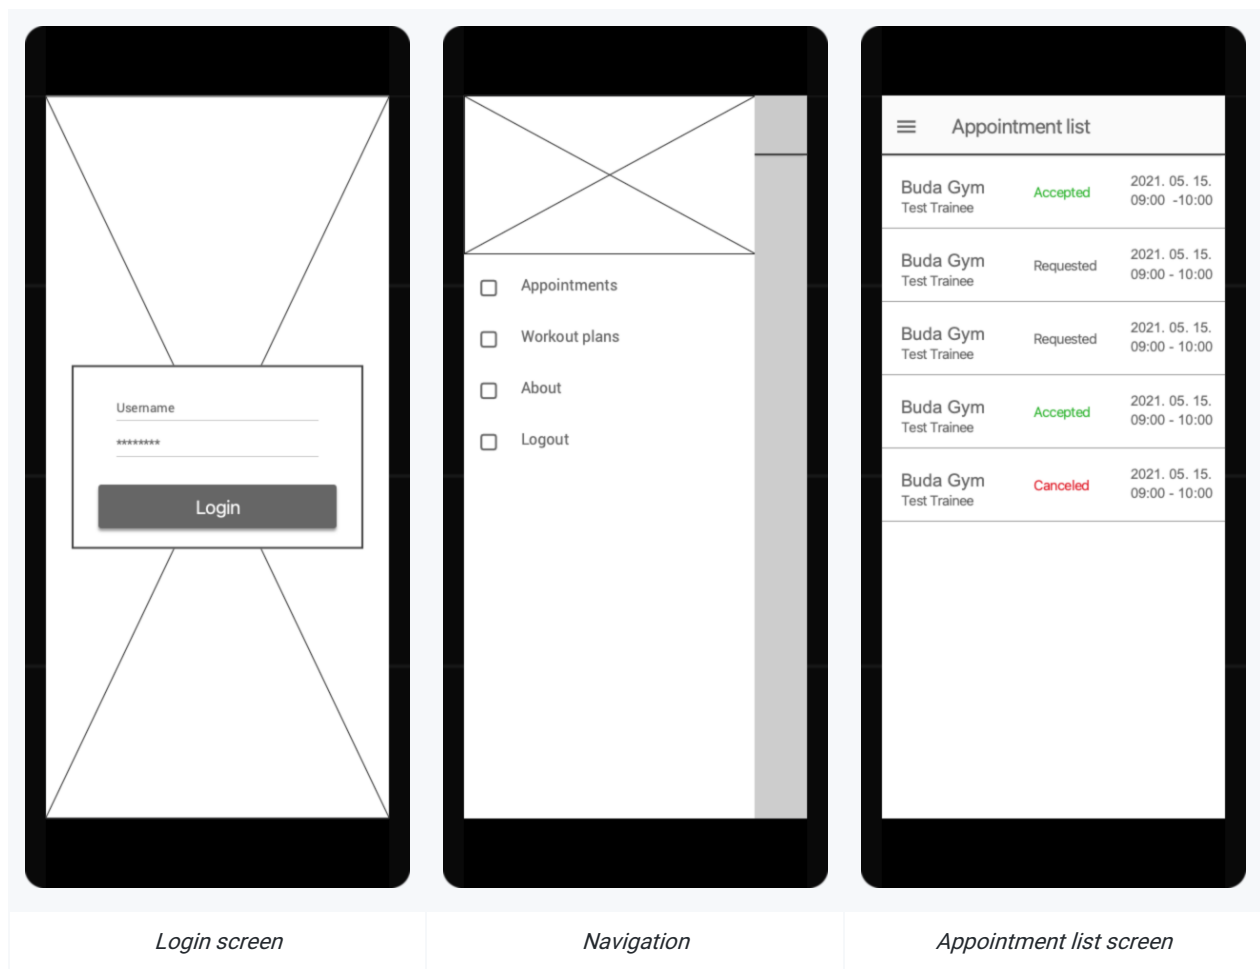 Username
********
Login
Appointments
Workout plans
About
Logout
Appointment list
Buda Gym
Test Trainee
Accepted
2021. 05. 15.
09:00 -10:00
Buda Gym
Test Trainee
Requested
2021. 05. 15.
09:00 - 10:00
Buda Gym
Test Trainee
Requested
2021. 05. 15.
09:00 - 10:00
Buda Gym
Test Trainee
Accepted
2021. 05. 15.
09:00 - 10:00
Buda Gym
Test Trainee
Canceled
2021. 05. 15.
09:00 - 10:00
Login screen
Navigation
Appointment list screen